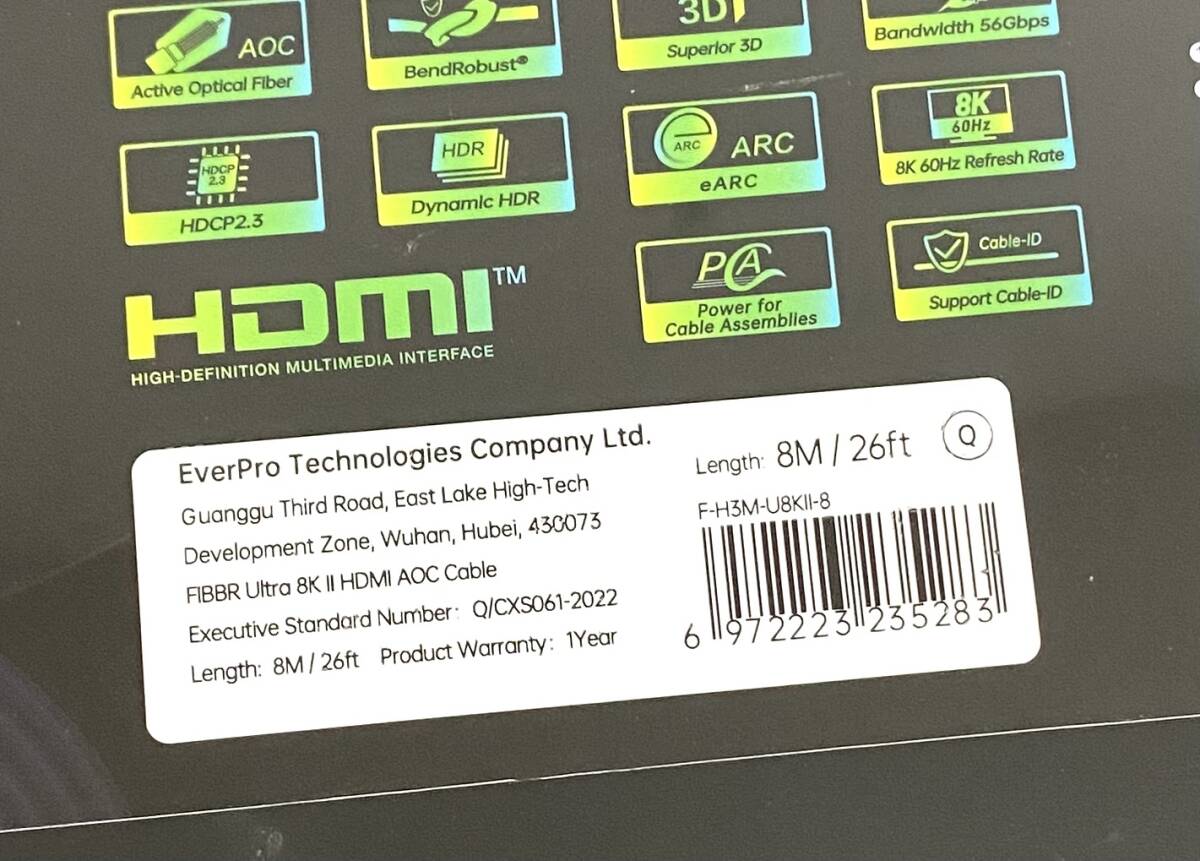 AOC
Active Optical Fiber
BendRobust®
3D
Superior 3D
Bandwidth 56Gbps
HDCP
2.3
HDCP2.3
HDR
Dynamic HDR
ARC
ARC
eARC
8K
60Hz
8K 60Hz Refresh Rate
HDMI™
HIGH-DEFINITION MULTIMEDIA INTERFACE
PCA
Power for
Cable Assemblies
Cable-ID
Support Cable-ID
EverPro Technologies Company Ltd.
Guanggu Third Road, East Lake High-Tech
Development Zone, Wuhan, Hubei, 430073
FIBBR Ultra 8K II HDMI AOC Cable
Executive Standard Number: Q/CXS061-2022
Length: 8M / 26ft Product Warranty: 1Year
Length: 8M / 26ft Q
F-H3M-U8KII-8
6 972223 235283